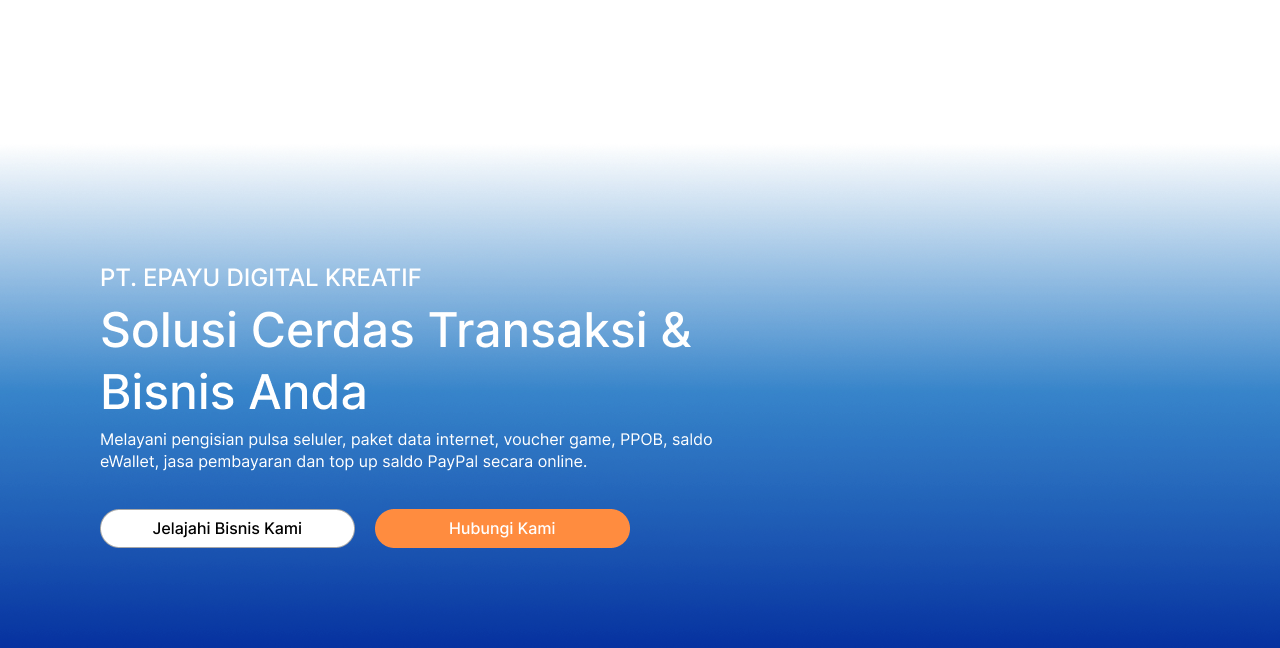 PT. EPAYU DIGITAL KREATIF
Solusi Cerdas Transaksi &
Bisnis Anda
Melayani pengisian pulsa seluler, paket data internet, voucher game, PPOB, saldo
eWallet, jasa pembayaran dan top up saldo PayPal secara online.
Jelajahi Bisnis Kami
Hubungi Kami